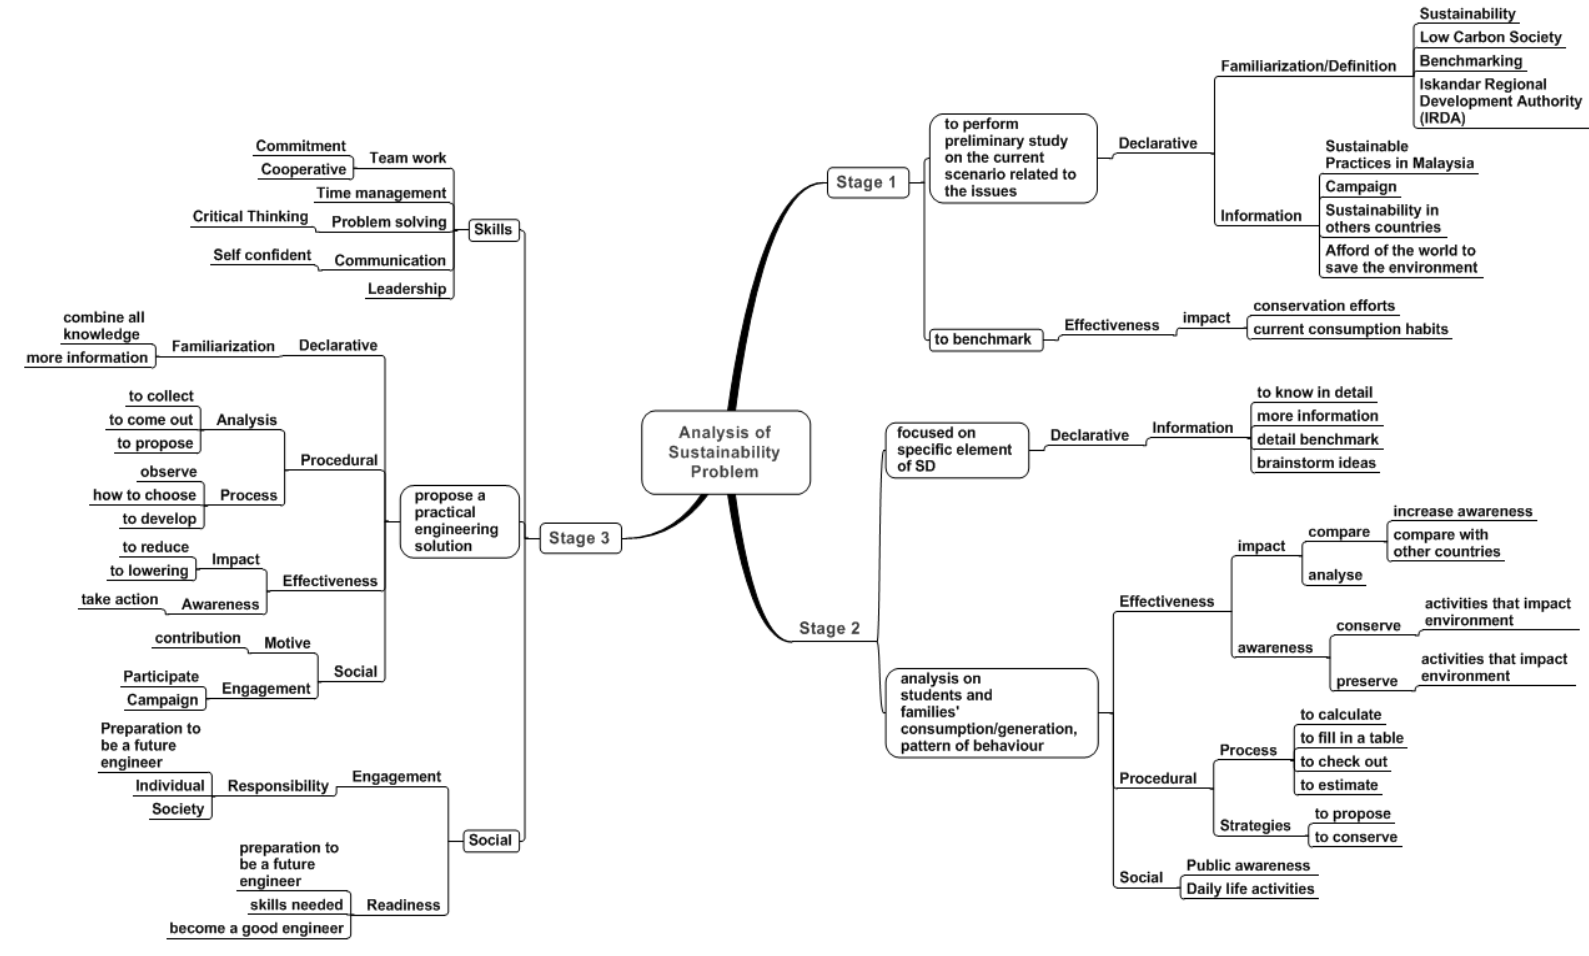 Analysis of
Sustainability
Problem
Stage 1
to perform
preliminary study
on the current
scenario related to
the issues
Declarative
Familiarization/Definition
Sustainability
Low Carbon Society
Benchmarking
Iskandar Regional
Development Authority
(IRDA)
Information
Sustainable
Practices in Malaysia
Campaign
Sustainability in
others countries
Afford of the world to
save the environment
to benchmark
Effectiveness
impact
conservation efforts
current consumption habits
Stage 2
focused on
specific element
of SD
Declarative
Information
to know in detail
more information
detail benchmark
brainstorm ideas
analysis on
students and
families'
consumption/generation,
pattern of behaviour
Effectiveness
impact
compare
increase awareness
compare with
other countries
analyse
awareness
conserve
activities that impact
environment
preserve
activities that impact
environment
Procedural
Process
to calculate
to fill in a table
to check out
to estimate
Strategies
to propose
to conserve
Social
Public awareness
Daily life activities
Stage 3
Skills
Team work
Commitment
Cooperative
Time management
Problem solving
Critical Thinking
Communication
Self confident
Leadership
propose a
practical
engineering
solution
Declarative
Familiarization
combine all
knowledge
more information
Procedural
Analysis
to collect
to come out
to propose
Process
observe
how to choose
to develop
Effectiveness
Impact
to reduce
to lowering
Awareness
take action
Social
Motive
contribution
Engagement
Participate
Campaign
Social
Engagement
Responsibility
Preparation to
be a future
engineer
Individual
Society
Readiness
preparation to
be a future
engineer
skills needed
become a good engineer